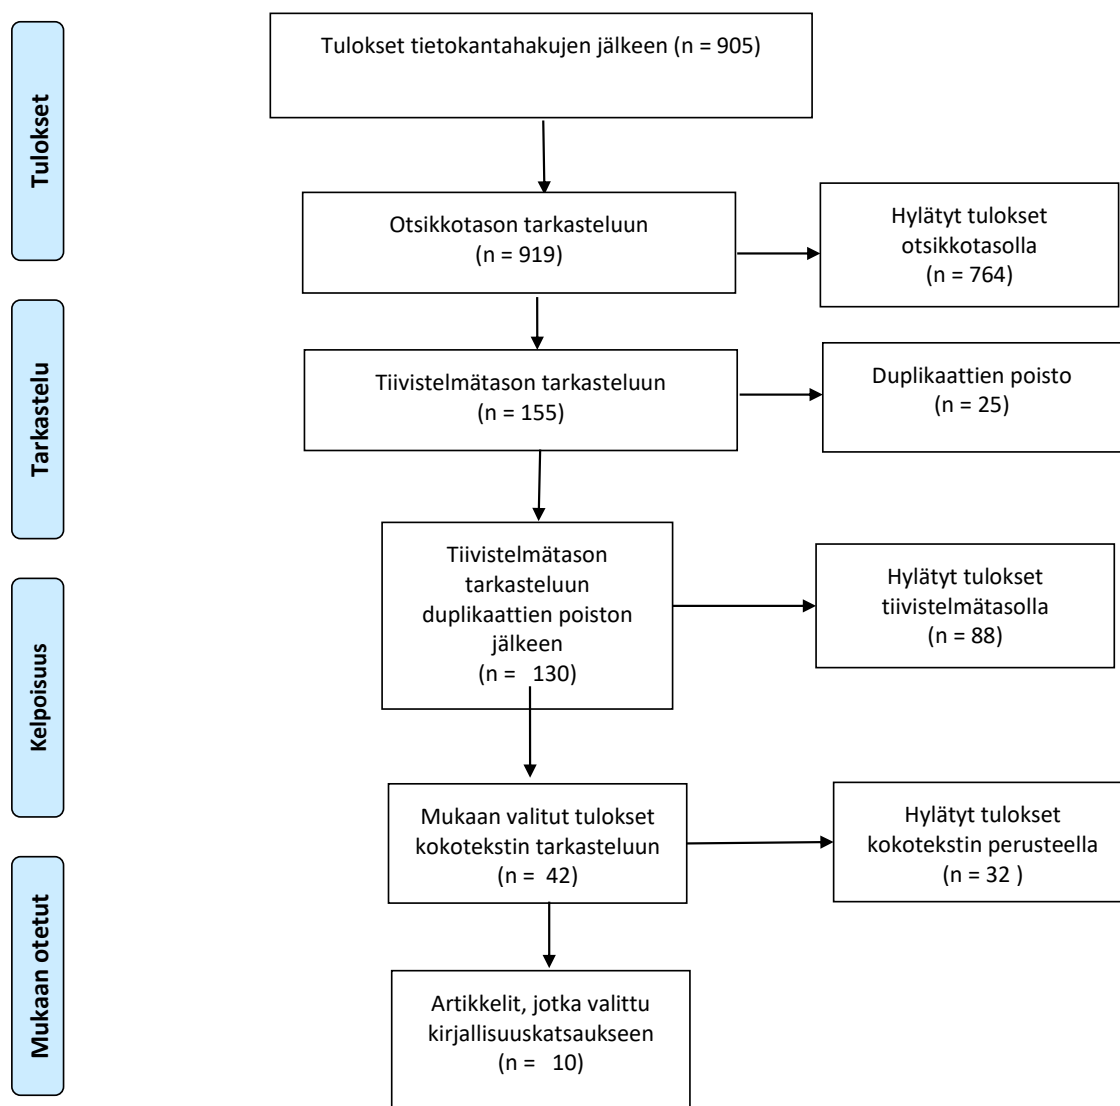 Tulokset
Tulokset tietokantahakujen jälkeen (n = 905)
Otsikkotason tarkasteluun
(n = 919)
Hylätyt tulokset
otsikkotasolla
(n = 764)
Tarkastelu
Tiivistelmätason tarkasteluun
(n = 155)
Duplikaattien poisto
(n = 25)
Kelpoisuus
Tiivistelmätason
tarkasteluun
duplikaattien poiston
jälkeen
(n = 130)
Hylätyt tulokset
tiivistelmätasolla
(n = 88)
Mukaan valitut tulokset
kokotekstin tarkasteluun
(n = 42)
Hylätyt tulokset
kokotekstin perusteella
(n = 32 )
Mukaan otetut
Artikkelit, jotka valittu
kirjallisuuskatsaukseen
(n = 10)